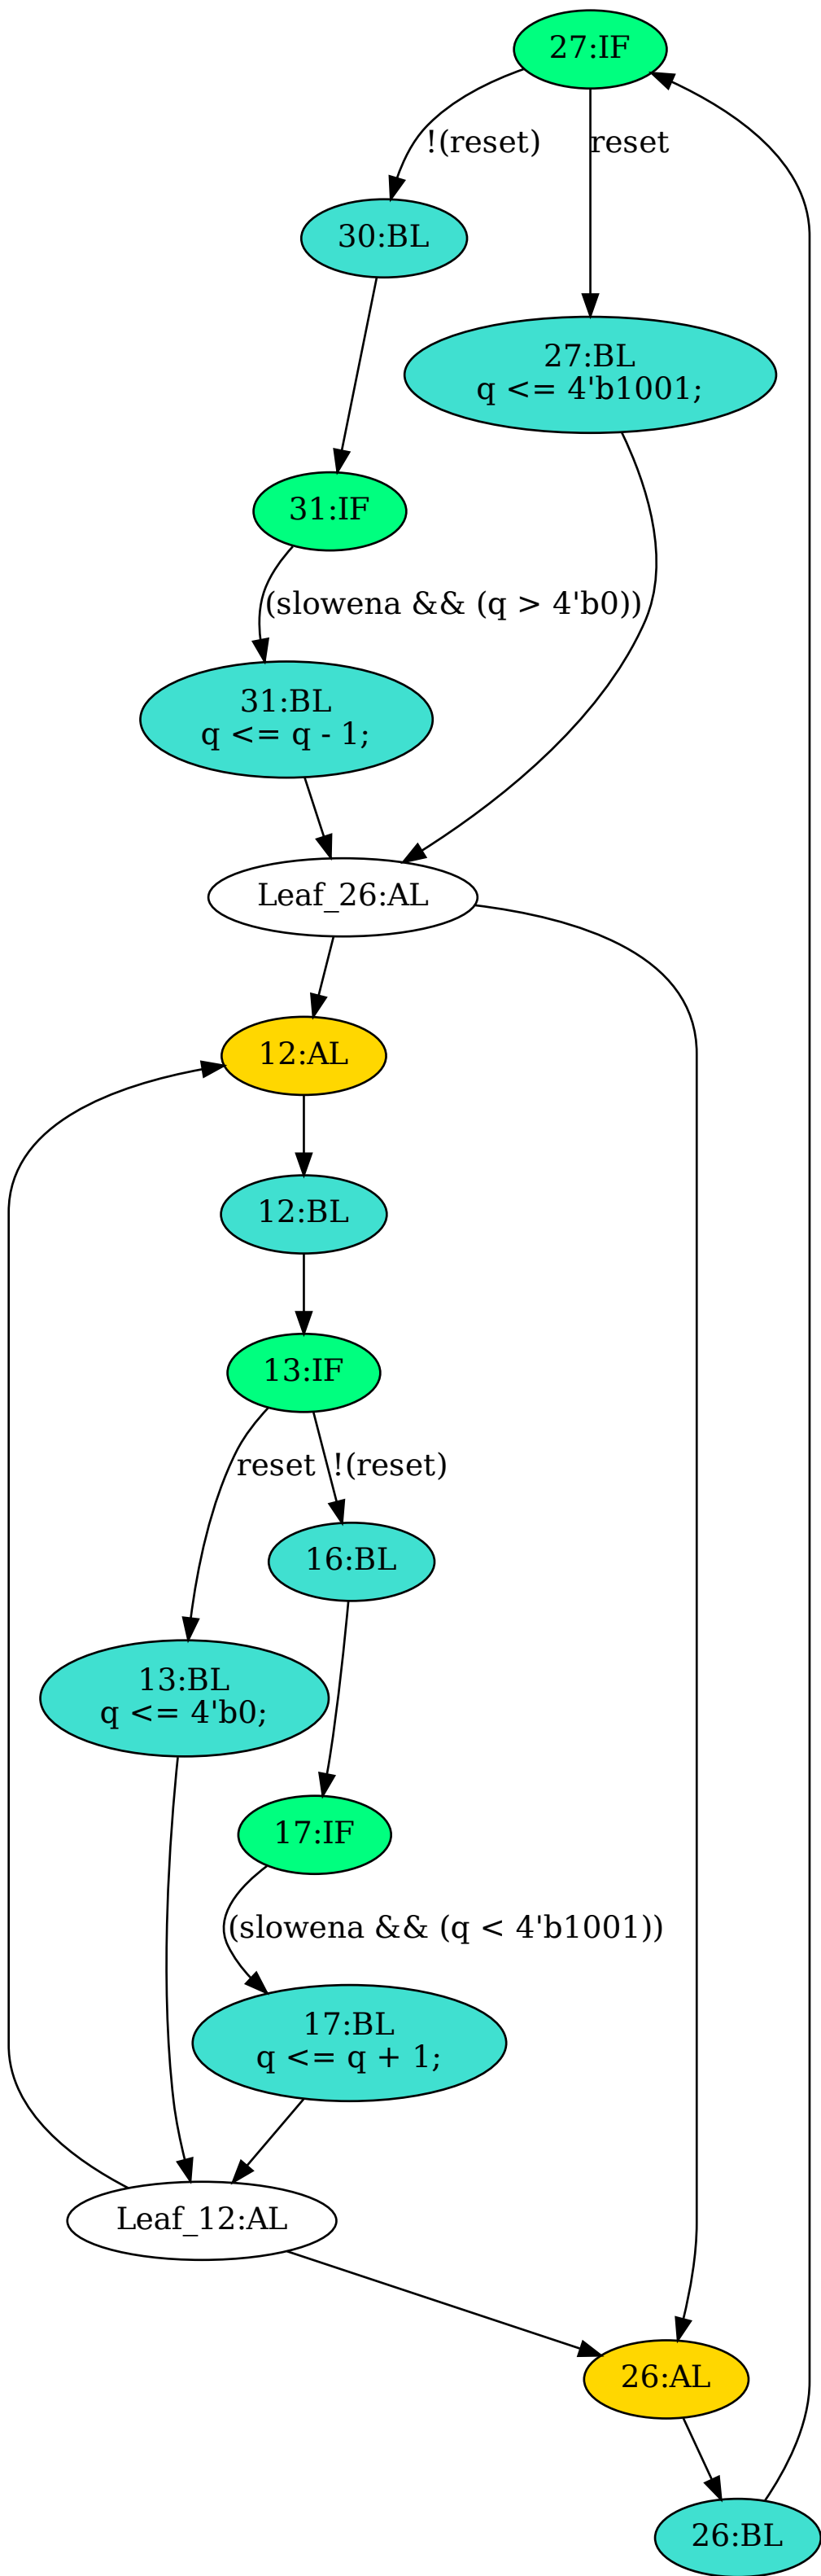 27:IF
!(reset)
reset
30:BL
27:BL
q <= 4'b1001;
31:IF
(slowena && (q > 4'b0))
31:BL
q <= q - 1;
Leaf_26:AL
12:AL
12:BL
13:IF
reset
!(reset)
16:BL
13:BL
q <= 4'b0;
17:IF
(slowena && (q < 4'b1001))
17:BL
q <= q + 1;
Leaf_12:AL
26:AL
26:BL